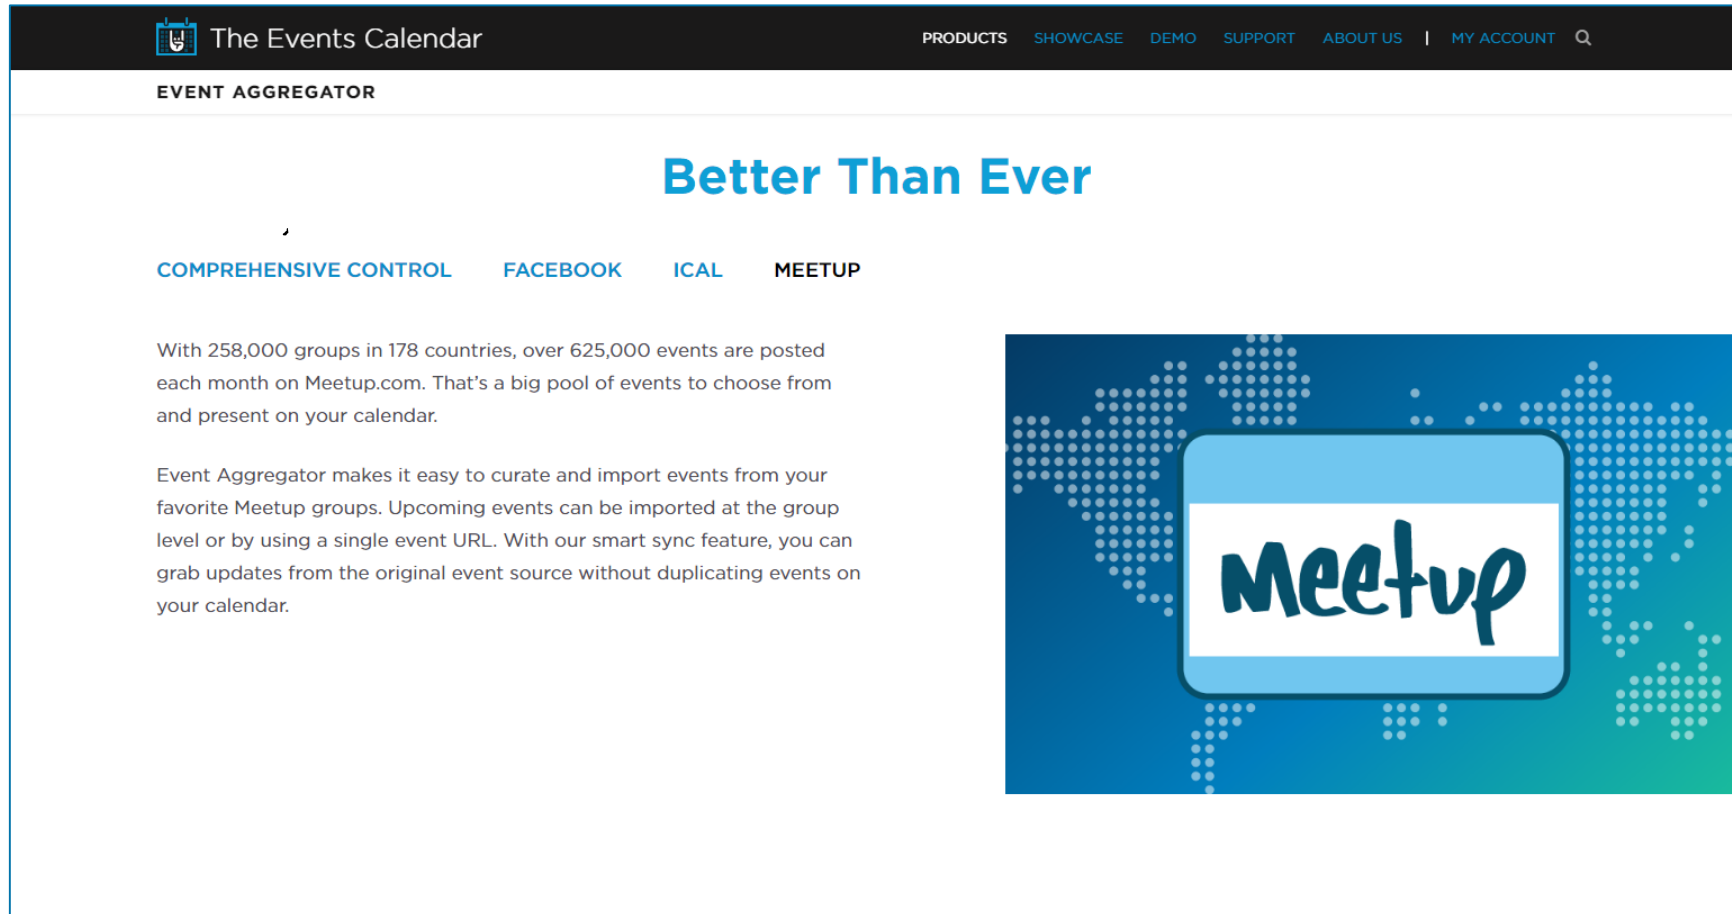 The Events Calendar
PRODUCTS SHOWCASE DEMO SUPPORT ABOUT US | MY ACCOUNT
EVENT AGGREGATOR
Better Than Ever
COMPREHENSIVE CONTROL FACEBOOK ICAL MEETUP
With 258,000 groups in 178 countries, over 625,000 events are posted
each month on Meetup.com. That’s a big pool of events to choose from
and present on your calendar.
Event Aggregator makes it easy to curate and import events from your
favorite Meetup groups. Upcoming events can be imported at the group
level or by using a single event URL. With our smart sync feature, you can
grab updates from the original event source without duplicating events on
your calendar.
Meetup